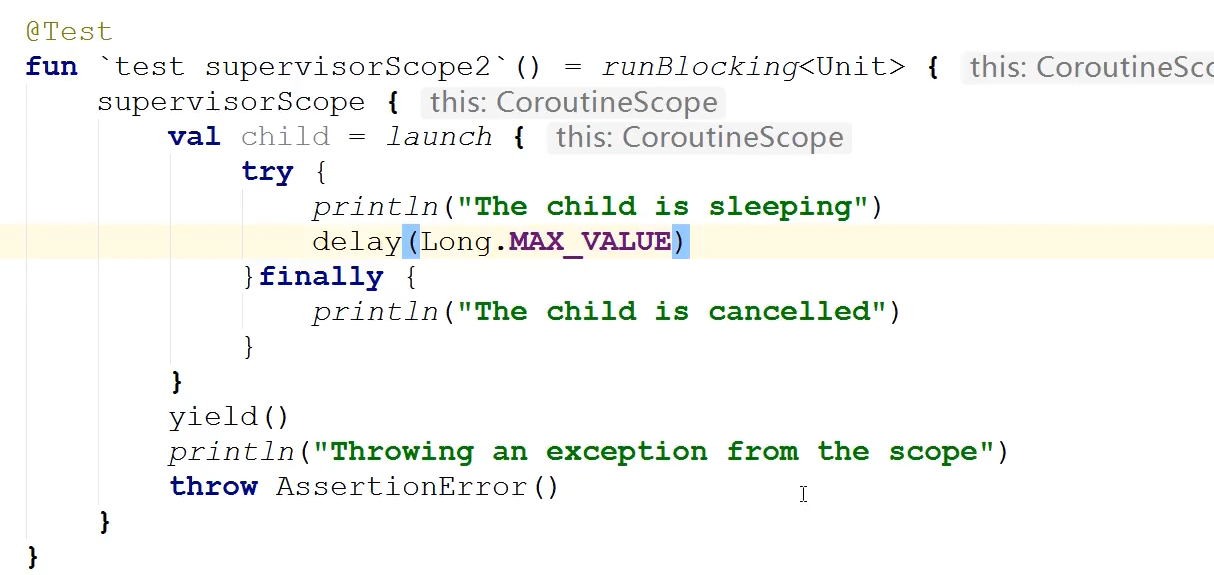 @Test
fun `test supervisorScope2`() = runBlocking<Unit> { this: CoroutineSco
supervisorScope { this: CoroutineScope
val child = launch { this: CoroutineScope
try {
println("The child is sleeping")
delay(Long.MAX_VALUE)
}finally {
println("The child is cancelled")
}
}
yield()
println("Throwing an exception from the scope")
throw AssertionError()
}
}